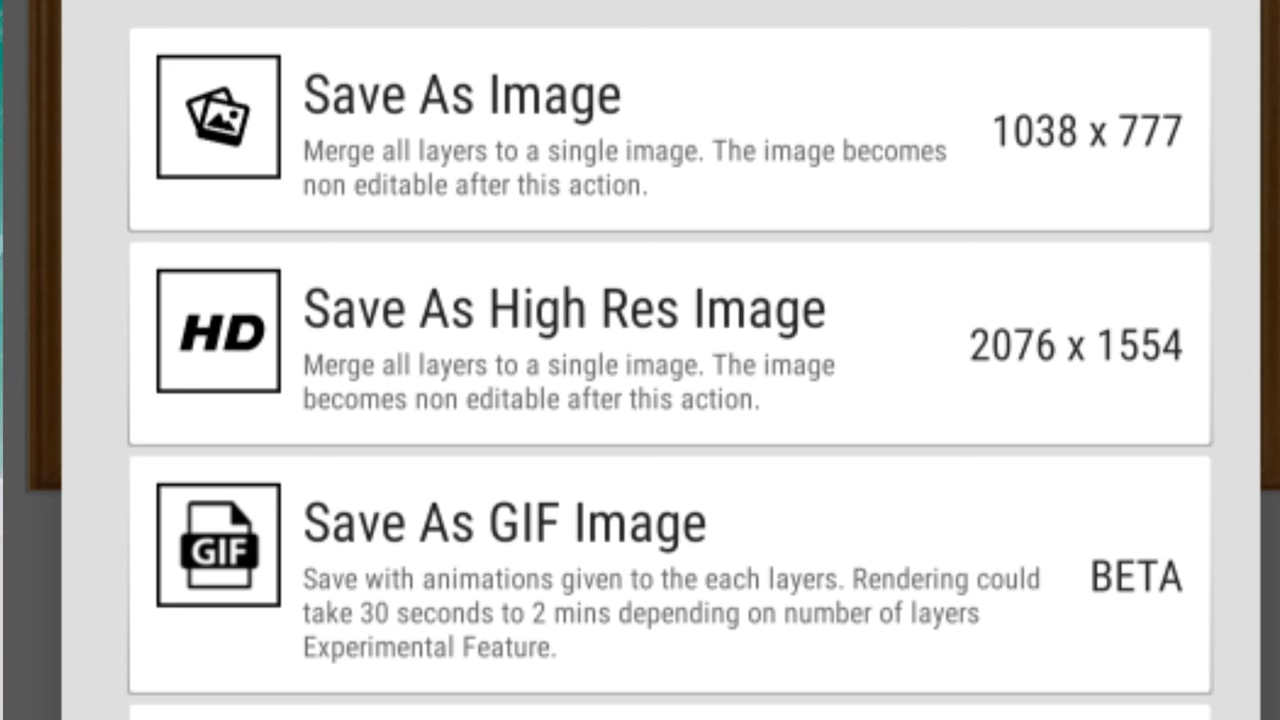 Save As Image
1038 x 777
Merge all layers to a single image. The image becomes
non editable after this action.
HD
Save As High Res Image
2076 x 1554
Merge all layers to a single image. The image
becomes non editable after this action.
GIF
Save As GIF Image
BETA
Save with animations given to the each layers. Rendering could
take 30 seconds to 2 mins depending on number of layers
Experimental Feature.